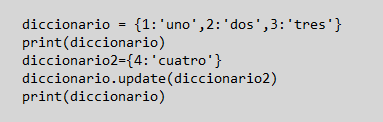 diccionario = {1:'uno',2:'dos',3:'tres'}
print(diccionario)
diccionario2={4:'cuatro'}
diccionario.update(diccionario2)
print(diccionario)